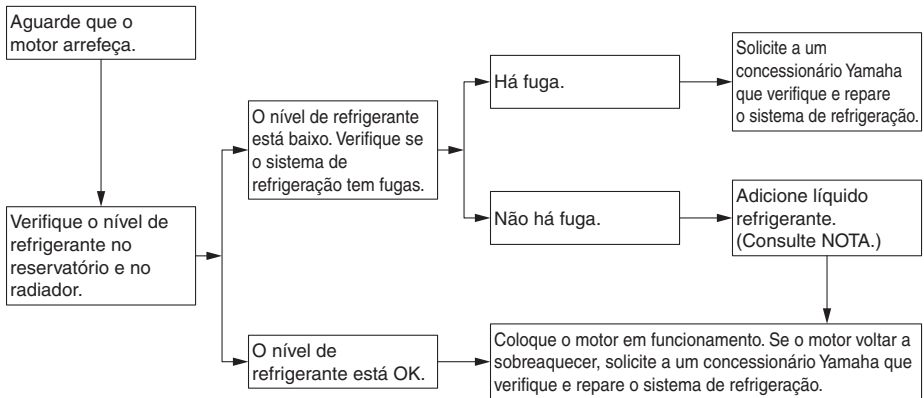 Aguarde que o
motor arrefeça.
Verifique o nível de
refrigerante no
reservatório e no
radiador.
O nível de refrigerante
está baixo. Verifique se
o sistema de
refrigeração tem fugas.
Há fuga.
Solicite a um
concessionário Yamaha
que verifique e repare
o sistema de refrigeração.
Não há fuga.
Adicione líquido
refrigerante.
(Consulte NOTA.)
O nível de
refrigerante está OK.
Coloque o motor em funcionamento. Se o motor voltar a
sobreaquecer, solicite a um concessionário Yamaha que
verifique e repare o sistema de refrigeração.